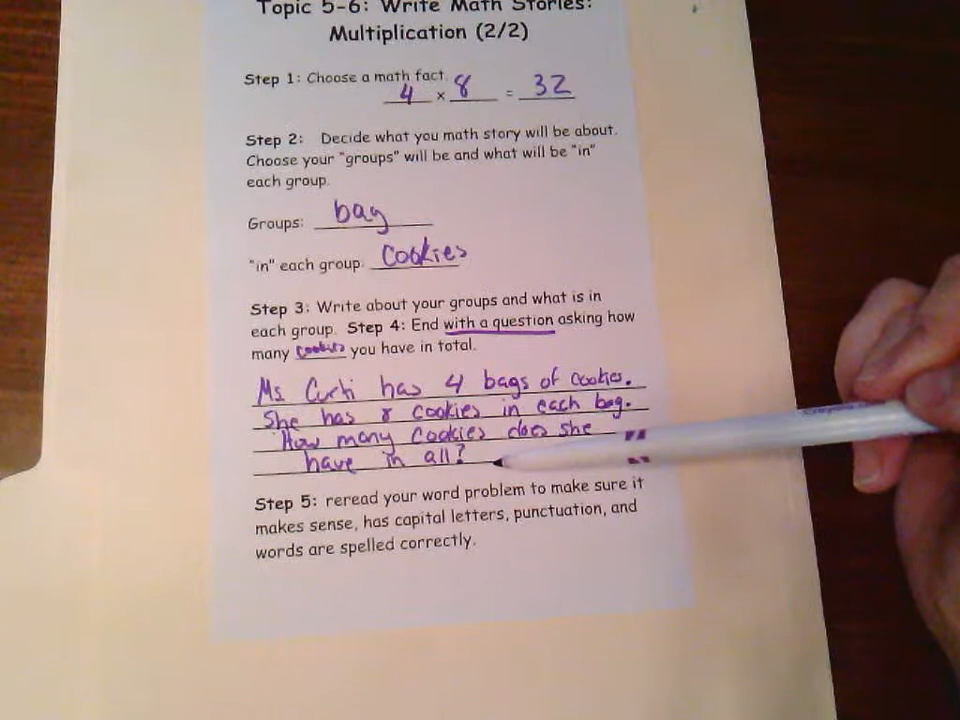 Topic 5-6: Write Math Stories:
Multiplication (2/2)
Step 1: Choose a math fact.
4 x 8 = 32
Step 2: Decide what you math story will be about.
Choose your "groups" will be and what will be "in"
each group.
Groups: bag
"in" each group. cookies
Step 3: Write about your groups and what is in
each group. Step 4: End with a question asking how
many cookies you have in total.
Ms. Curti has 4 bags of cookies.
She has 8 cookies in each bag.
How many cookies does she
have in all?
Step 5: reread your word problem to make sure it
makes sense, has capital letters, punctuation, and
words are spelled correctly.